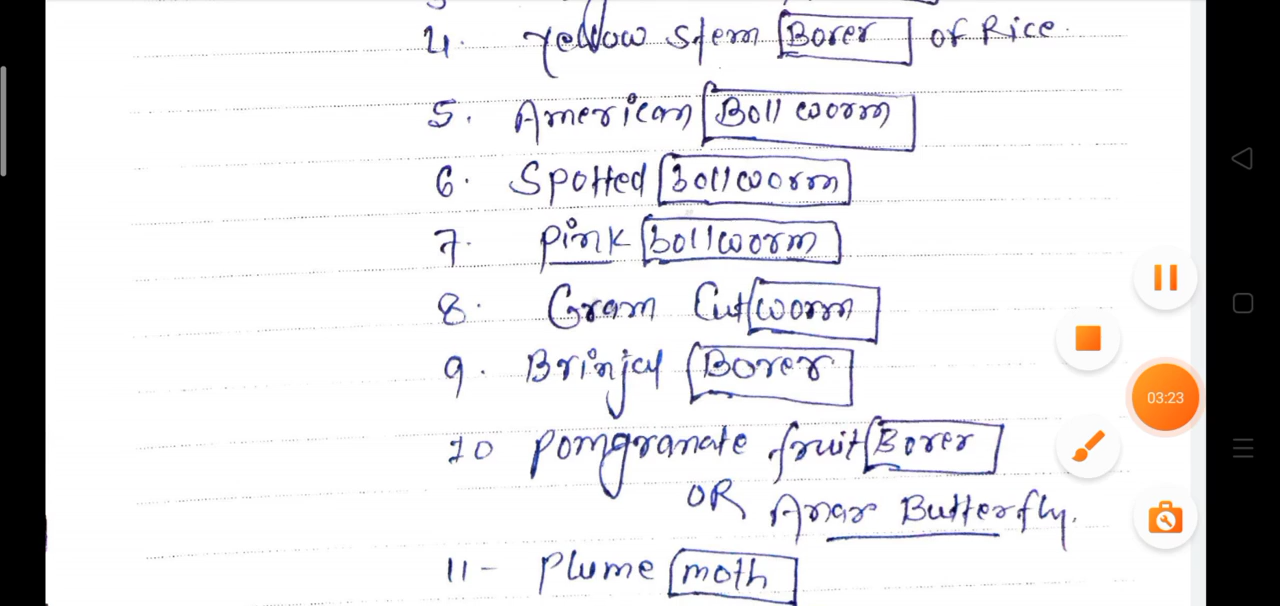 4. Yellow Stem Borer of Rice.
5. American Boll worm
6. Spotted bollworm
7. Pink bollworm
8. Gram Cutworm
9. Brinjal Borer
10 Pomgranate fruit Borer
OR Anar Butterfly.
11- Plume moth
03:23